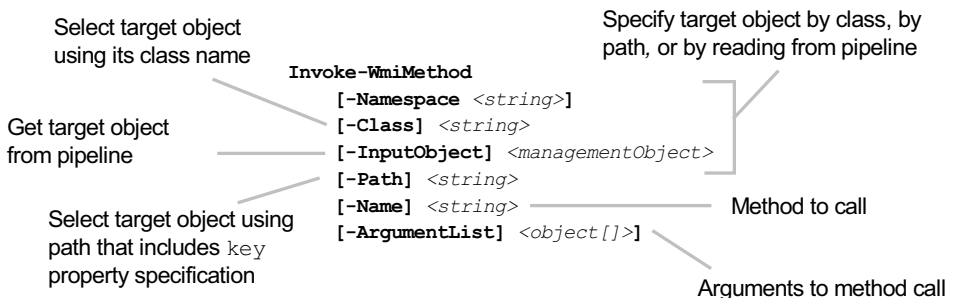 Select target object
using its class name
Specify target object by class, by
path, or by reading from pipeline
Invoke-WmiMethod
[-Namespace <string>]
[-Class] <string>
[-InputObject] <managementObject>
[-Path] <string>
[-Name] <string>
[-ArgumentList] <object[]>]
Get target object
from pipeline
Select target object using
path that includes key
property specification
Method to call
Arguments to method call